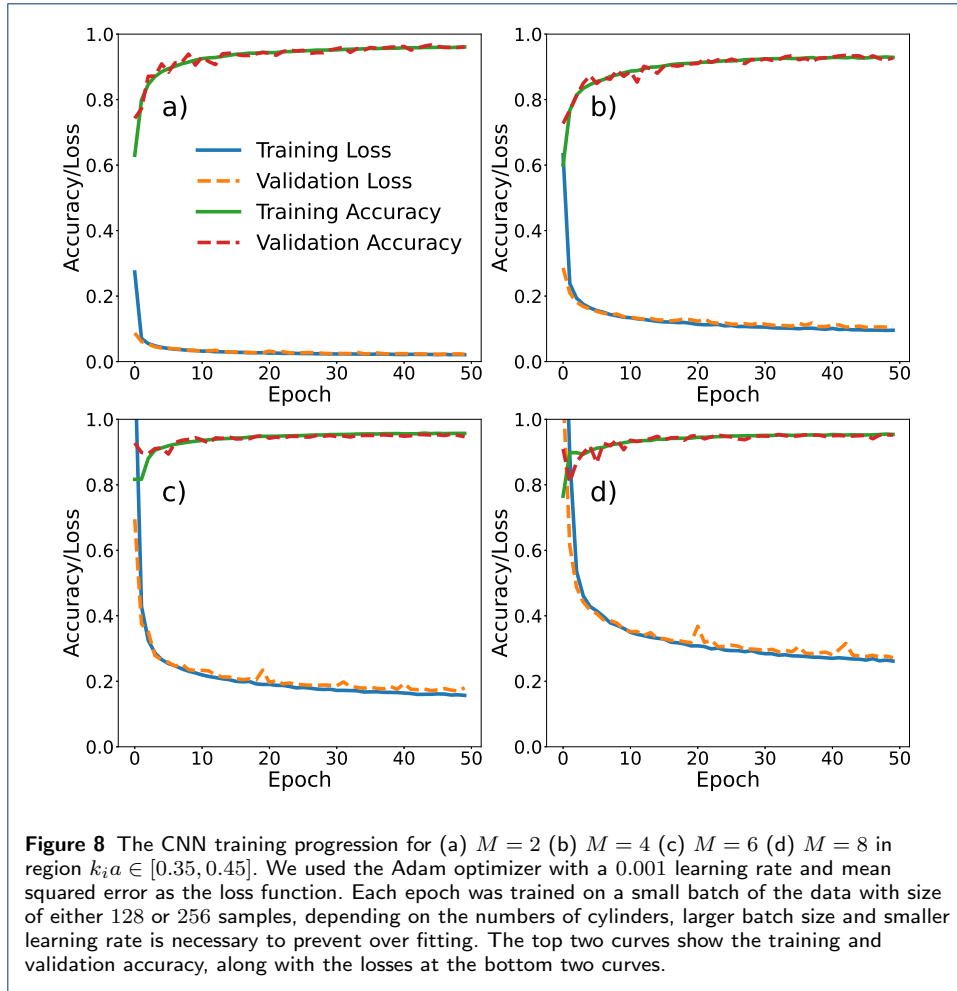 1.0
0.8
0.6
0.4
0.2
0.0
Accuracy/Loss
a)
Training Loss
Validation Loss
Training Accuracy
Validation Accuracy
0 10 20 30 40 50
Epoch
1.0
0.8
0.6
0.4
0.2
0.0
Accuracy/Loss
b)
0 10 20 30 40 50
Epoch
1.0
0.8
0.6
0.4
0.2
0.0
Accuracy/Loss
c)
0 10 20 30 40 50
Epoch
1.0
0.8
0.6
0.4
0.2
0.0
Accuracy/Loss
d)
0 10 20 30 40 50
Epoch
Figure 8 The CNN training progression for (a) M = 2 (b) M = 4 (c) M = 6 (d) M = 8 in
region kᵢa ∈ [0.35, 0.45]. We used the Adam optimizer with a 0.001 learning rate and mean
squared error as the loss function. Each epoch was trained on a small batch of the data with size
of either 128 or 256 samples, depending on the numbers of cylinders, larger batch size and smaller
learning rate is necessary to prevent over fitting. The top two curves show the training and
validation accuracy, along with the losses at the bottom two curves.